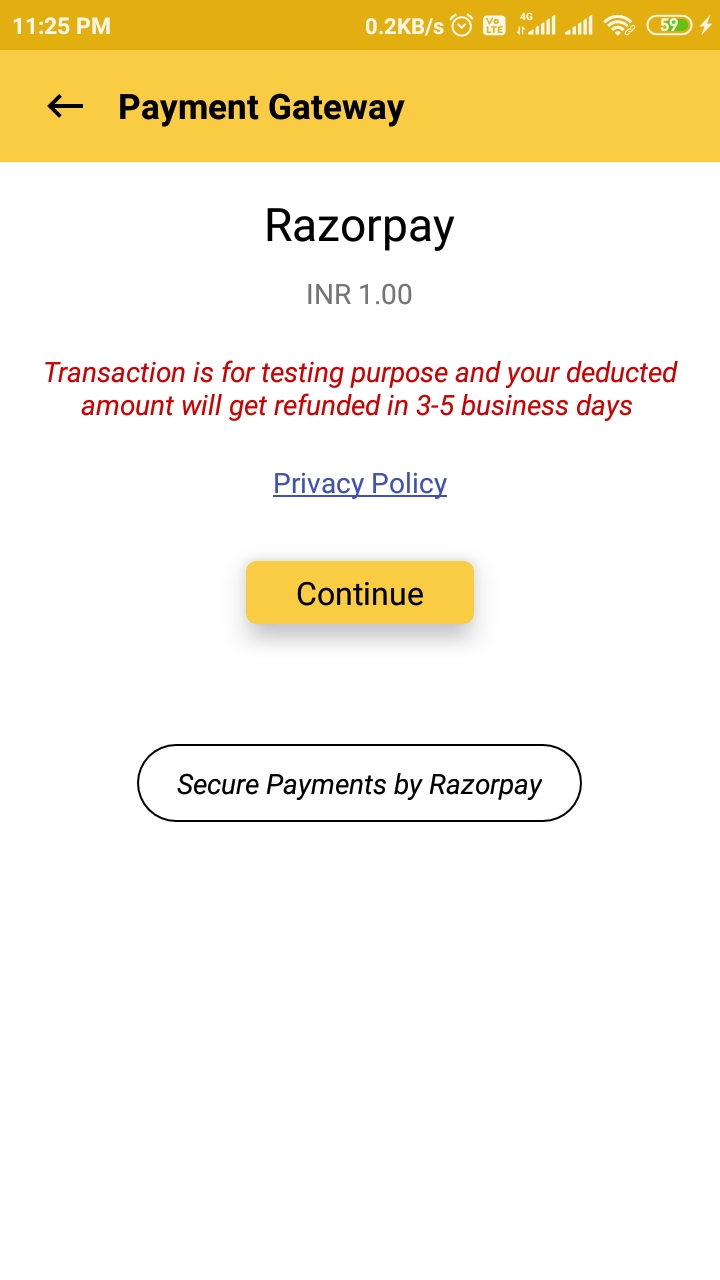 11:25 PM 0.2KB/s Vo LTE 4G 59
Payment Gateway
Razorpay
INR 1.00
Transaction is for testing purpose and your deducted
amount will get refunded in 3-5 business days
Privacy Policy
Continue
Secure Payments by Razorpay